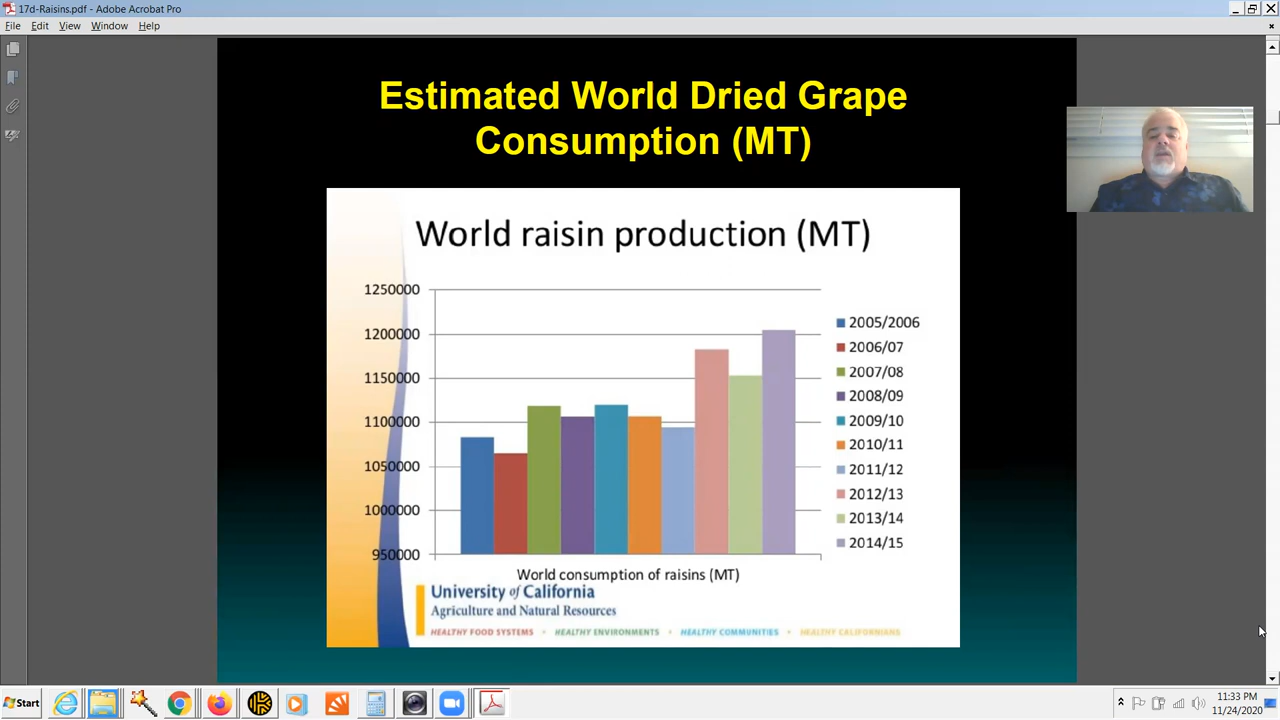 17d-Raisins.pdf - Adobe Acrobat Pro
File Edit View Window Help
Estimated World Dried Grape
Consumption (MT)
World raisin production (MT)
1250000
1200000
1150000
1100000
1050000
1000000
950000
2005/2006
2006/07
2007/08
2008/09
2009/10
2010/11
2011/12
2012/13
2013/14
2014/15
World consumption of raisins (MT)
University of California
Agriculture and Natural Resources
HEALTHY FOOD SYSTEMS • HEALTHY ENVIRONMENTS • HEALTHY COMMUNITIES • HEALTHY CALIFORNIANS
Start
11:33 PM
11/24/2020